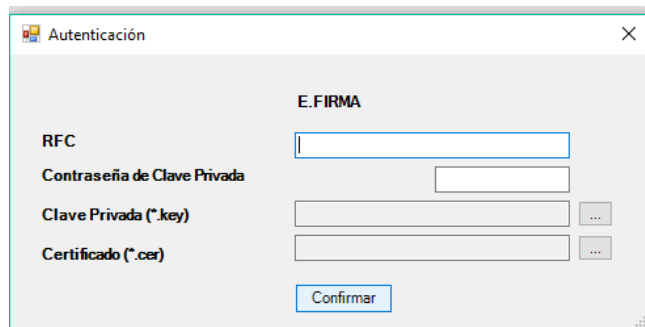 Autenticación
E.FIRMA
RFC
Contraseña de Clave Privada
Clave Privada (*.key)
...
Certificado (*.cer)
...
Confirmar